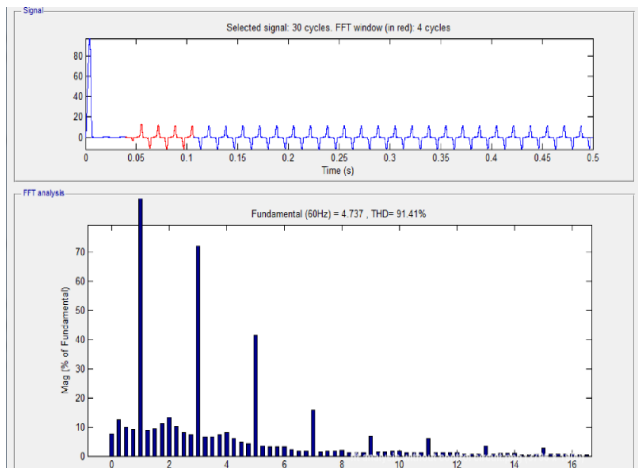 Signal
Selected signal: 30 cycles. FFT window (in red): 4 cycles
80
60
40
20
0
0 0.05 0.1 0.15 0.2 0.25 0.3 0.35 0.4 0.45 0.5
Time (s)
FFT analysis
Fundamental (60Hz) = 4.737 , THD= 91.41%
70
60
50
40
30
20
10
0
Mag (% of Fundamental)
0 2 4 6 8 10 12 14 16